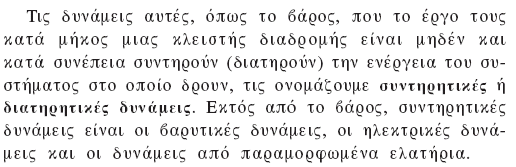 Τις δυνάμεις αυτές, όπως το βάρος, που το έργο τους
κατά μήκος μιας κλειστής διαδρομής είναι μηδέν και
κατά συνέπεια συντηρούν (διατηρούν) την ενέργεια του συ-
στήματος στο οποίο δρουν, τις ονομάζουμε συντηρητικές ή
διατηρητικές δυνάμεις. Εκτός από το βάρος, συντηρητικές
δυνάμεις είναι οι βαρυτικές δυνάμεις, οι ηλεκτρικές δυνά-
μεις και οι δυνάμεις από παραμορφωμένα ελατήρια.